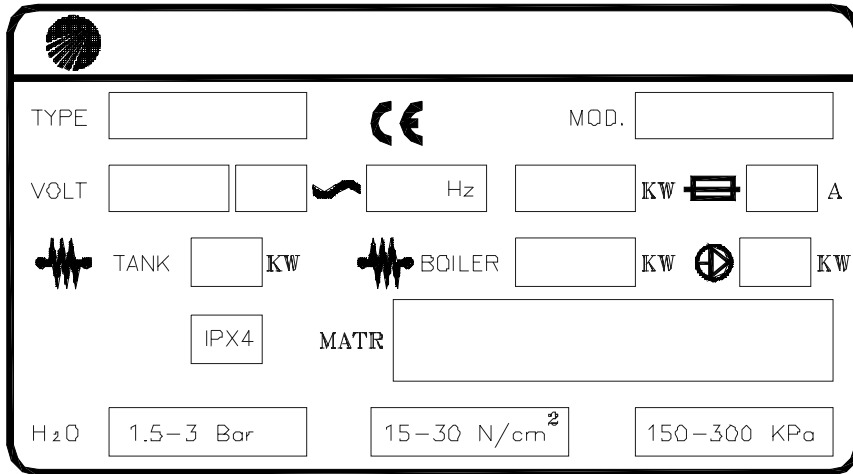 TYPE CE MOD.
VOLT Hz KW A
TANK KW BOILER KW KW
IPX4 MATR
H₂O 1.5-3 Bar 15-30 N/cm² 150-300 KPa